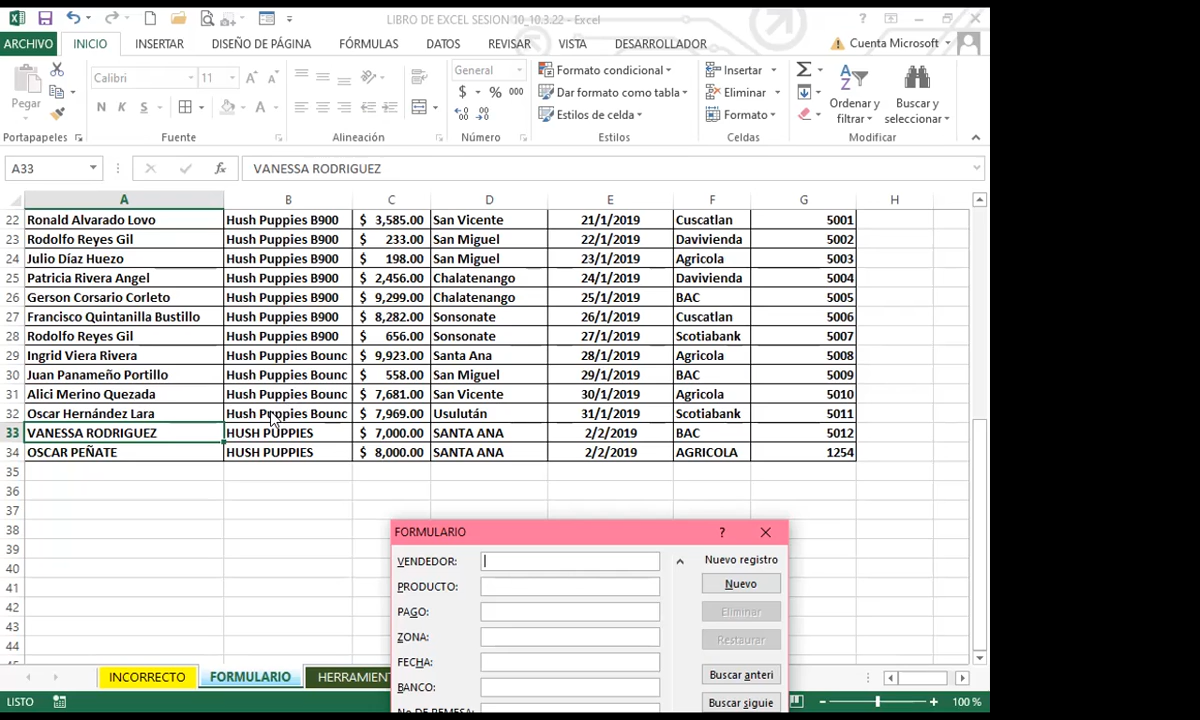 LIBRO DE EXCEL SESION 10_10.3.22 - Excel
ARCHIVO INICIO INSERTAR DISEÑO DE PÁGINA FÓRMULAS DATOS REVISAR VISTA DESARROLLADOR Cuenta Microsoft
Pegar
Calibri 11
N K S
General
$ % 000
Formato condicional
Dar formato como tabla
Estilos de celda
Insertar
Eliminar
Formato
Ordenar y filtrar
Buscar y seleccionar
Portapapeles Fuente Alineación Número Estilos Celdas Modificar
A33 fx VANESSA RODRIGUEZ
A B C D E F G H
22 Ronald Alvarado Lovo Hush Puppies B900 $ 3,585.00 San Vicente 21/1/2019 Cuscatlan 5001
23 Rodolfo Reyes Gil Hush Puppies B900 $ 233.00 San Miguel 22/1/2019 Davivienda 5002
24 Julio Díaz Huezo Hush Puppies B900 $ 198.00 San Miguel 23/1/2019 Agricola 5003
25 Patricia Rivera Angel Hush Puppies B900 $ 2,456.00 Chalatenango 24/1/2019 Davivienda 5004
26 Gerson Corsario Corleto Hush Puppies B900 $ 9,299.00 Chalatenango 25/1/2019 BAC 5005
27 Francisco Quintanilla Bustillo Hush Puppies B900 $ 8,282.00 Sonsonate 26/1/2019 Cuscatlan 5006
28 Rodolfo Reyes Gil Hush Puppies B900 $ 656.00 Sonsonate 27/1/2019 Scotiabank 5007
29 Ingrid Viera Rivera Hush Puppies Bounc $ 9,923.00 Santa Ana 28/1/2019 Agricola 5008
30 Juan Panameño Portillo Hush Puppies Bounc $ 558.00 San Miguel 29/1/2019 BAC 5009
31 Alici Merino Quezada Hush Puppies Bounc $ 7,681.00 San Vicente 30/1/2019 Agricola 5010
32 Oscar Hernández Lara Hush Puppies Bounc $ 7,969.00 Usulután 31/1/2019 Scotiabank 5011
33 VANESSA RODRIGUEZ HUSH PUPPIES $ 7,000.00 SANTA ANA 2/2/2019 BAC 5012
34 OSCAR PEÑATE HUSH PUPPIES $ 8,000.00 SANTA ANA 2/2/2019 AGRICOLA 1254
35
36
37
38
39
40
41
42
43
44
FORMULARIO ?
VENDEDOR: Nuevo registro
PRODUCTO: Nuevo
PAGO: Eliminar
ZONA: Restaurar
FECHA: Buscar anteri
BANCO: Buscar siguie
No DE REMESA:
INCORRECTO FORMULARIO HERRAMIENT
LISTO 100 %